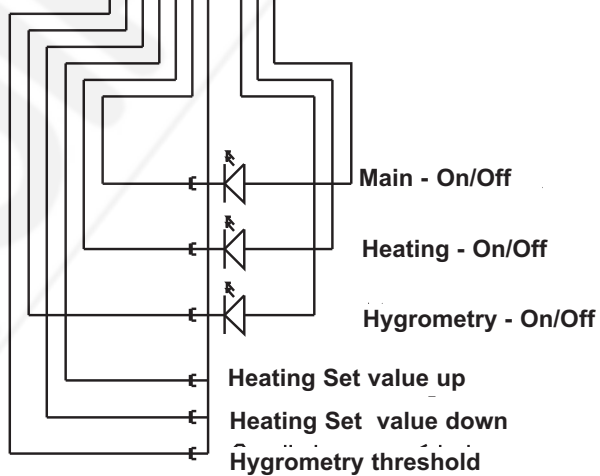 Main - On/Off
Heating - On/Off
Hygrometry - On/Off
Heating Set value up
Heating Set value down
Hygrometry threshold